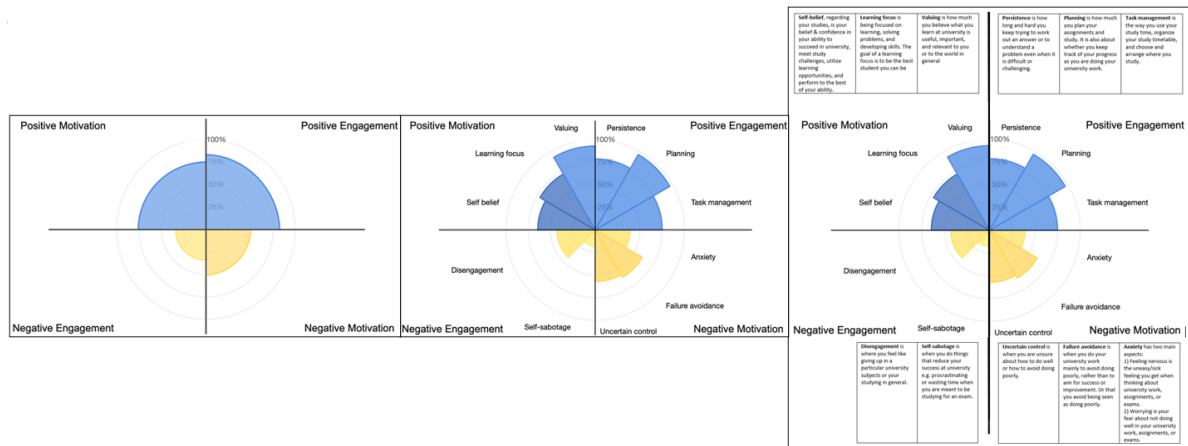 Positive Motivation
Positive Engagement
100%
75%
50%
25%
Negative Engagement
Negative Motivation
Positive Motivation
Positive Engagement
Valuing
Persistence
100%
Learning focus
Planning
75%
50%
Self belief
Task management
25%
Disengagement
Anxiety
Failure avoidance
Self-sabotage
Uncertain control
Negative Engagement
Negative Motivation
Self-belief, regarding
your studies, is your
belief & confidence in
your ability to
succeed in university,
meet study
challenges, utilize
learning
opportunities, and
perform to the best
of your ability.
Learning focus is
being focused on
learning, solving
problems, and
developing skills. The
goal of a learning
focus is to be the best
student you can be
Valuing is how much
you believe what you
learn at university is
useful, important,
and relevant to you
or to the world in
general
Persistence is how
long and hard you
keep trying to work
out an answer or to
understand a
problem even when it
is difficult or
challenging.
Planning is how much
you plan your
assignments and
study. It is also about
whether you keep
track of your progress
as you are doing your
university work.
Task management is
the way you use your
study time, organize
your study timetable,
and choose and
arrange where you
study.
Positive Motivation
Positive Engagement
Valuing
Persistence
100%
Learning focus
Planning
75%
50%
Self belief
Task management
25%
Disengagement
Anxiety
Failure avoidance
Self-sabotage
Uncertain control
Negative Engagement
Negative Motivation
Disengagement is
where you feel like
giving up in a
particular university
subjects or your
studying in general.
Self-sabotage is
when you do things
that reduce your
success at university
e.g. procrastinating
or wasting time when
you are meant to be
studying for an exam.
Uncertain control is
when you are unsure
about how to do well
or how to avoid doing
poorly.
Failure avoidance is
when you do your
university work
mainly to avoid doing
poorly, rather than to
aim for success or
improvement. Or that
you avoid being seen
as doing poorly.
Anxiety has two main
aspects:
1) Feeling nervous is
the uneasy/sick
feeling you get when
thinking about
university work,
assignments, or
exams.
2) Worrying is your
fear about not doing
well in your university
work, assignments, or
exams.